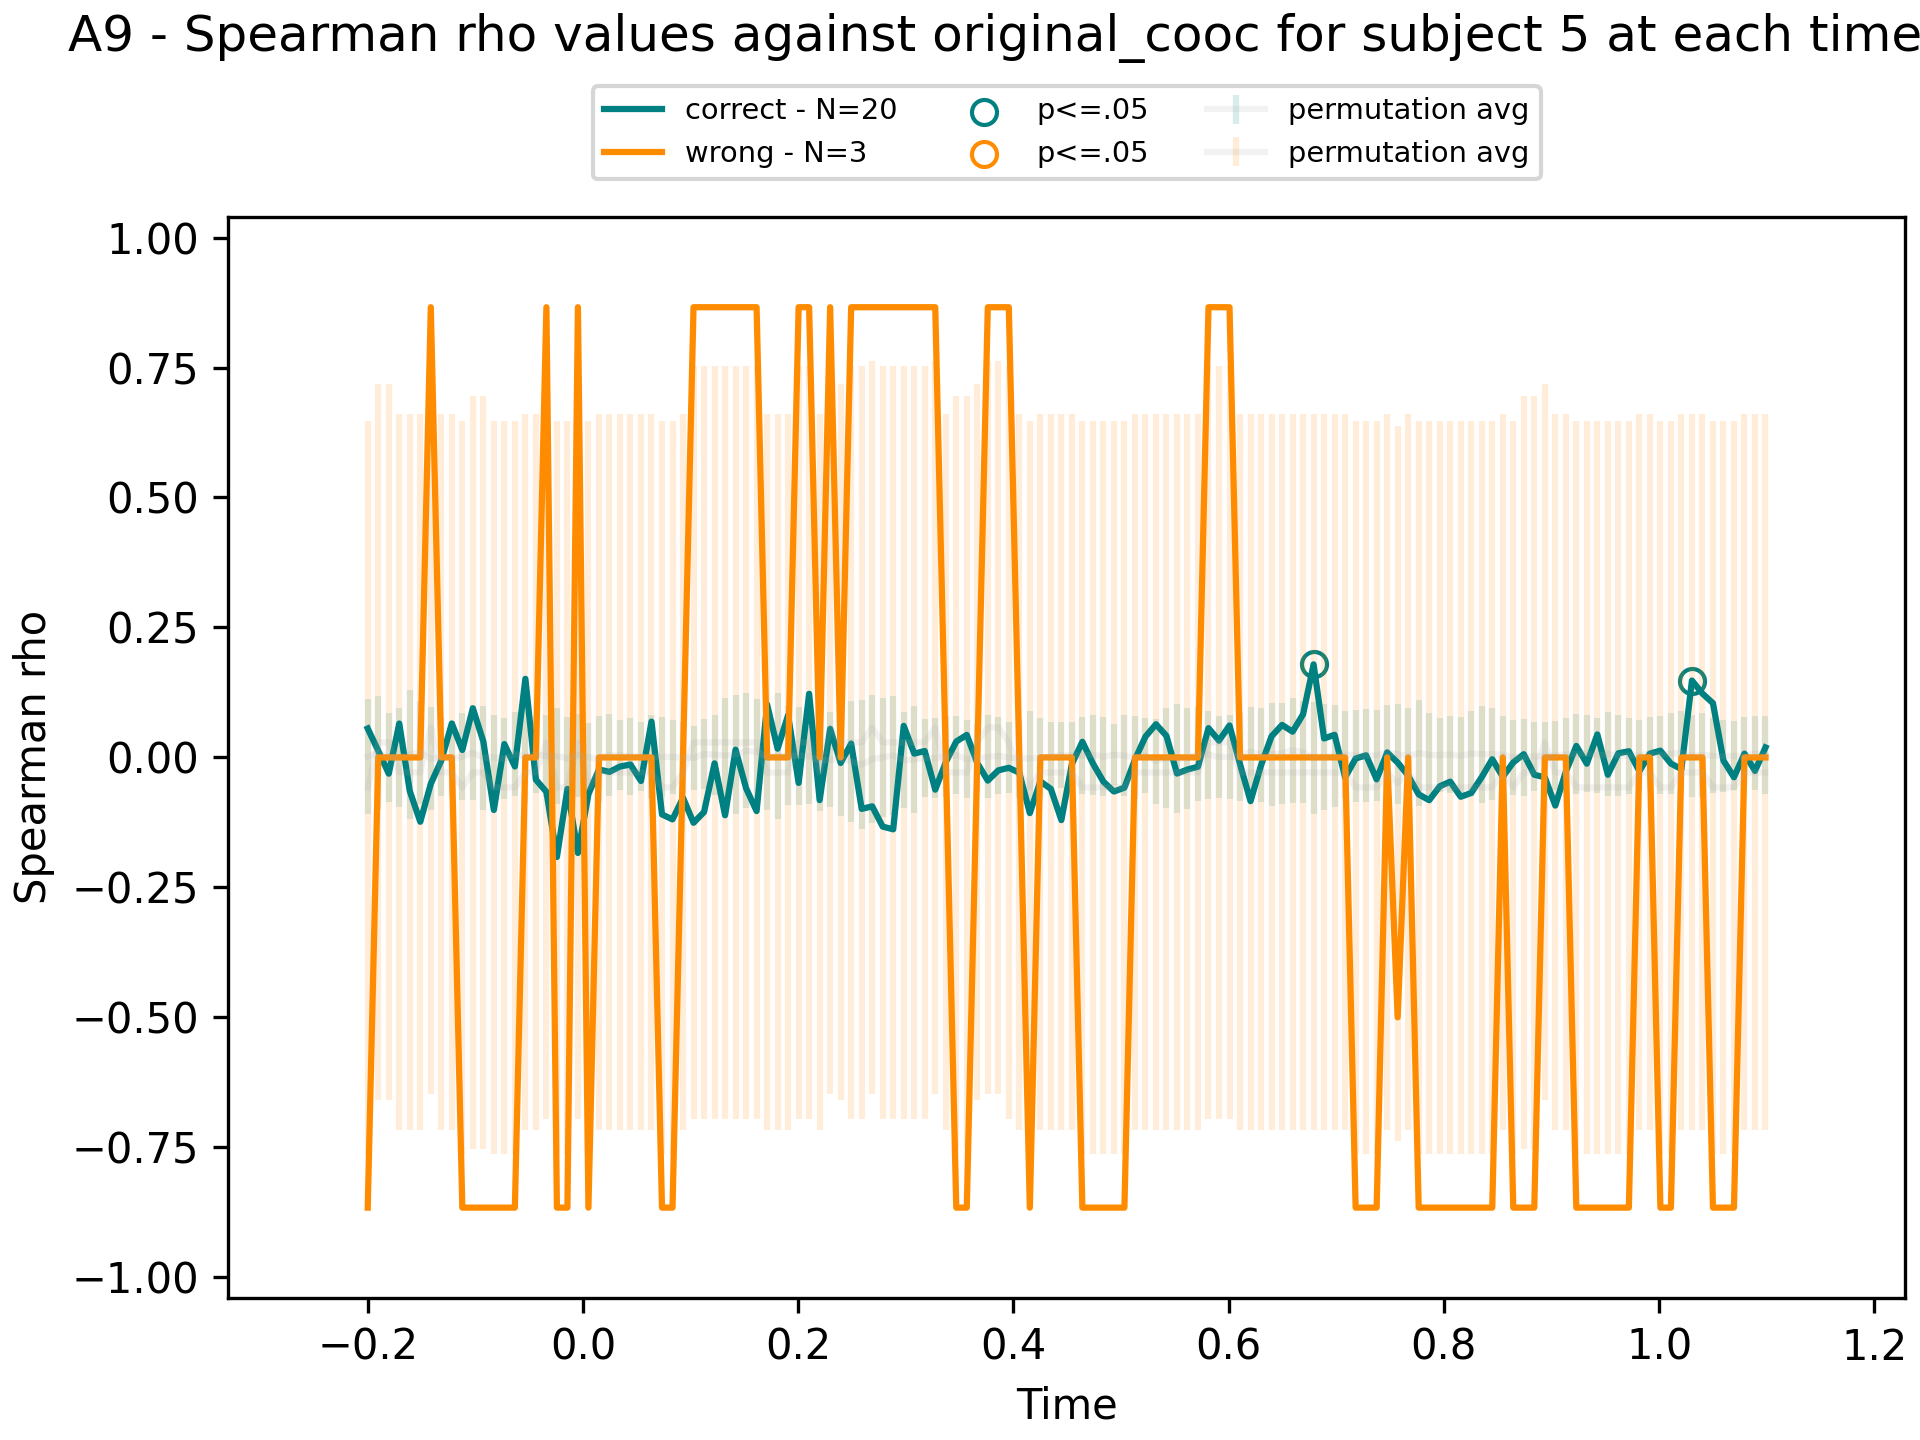 A9 - Spearman rho values against original_cooc for subject 5 at each time
correct - N=20
wrong - N=3
p<=.05
p<=.05
permutation avg
permutation avg
1.00
0.75
0.50
0.25
0.00
−0.25
−0.50
−0.75
−1.00
Spearman rho
−0.2
0.0
0.2
0.4
0.6
0.8
1.0
1.2
Time